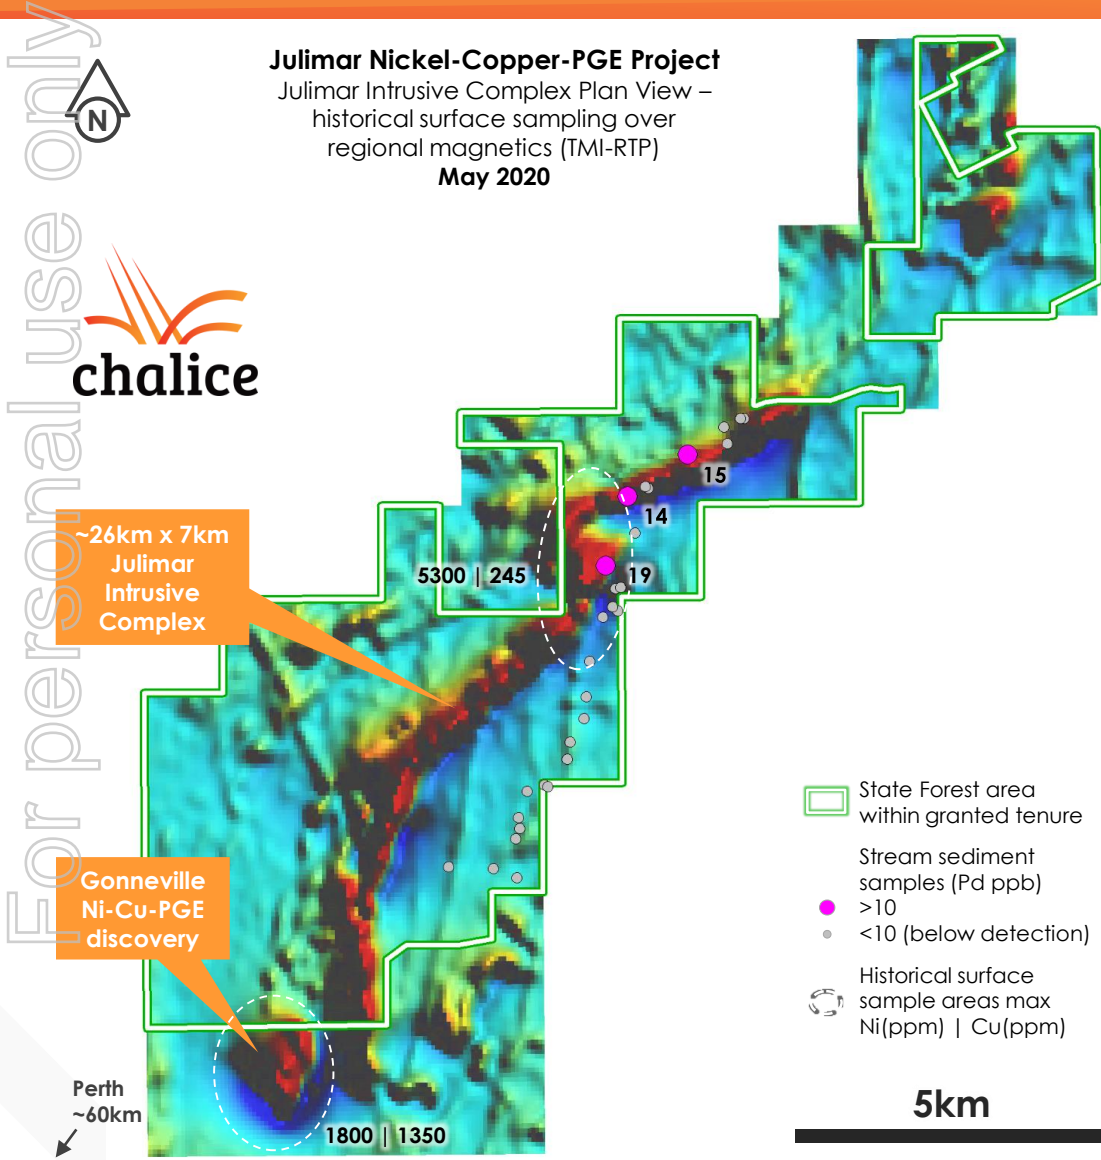 For personal use only
N
Julimar Nickel-Copper-PGE Project
Julimar Intrusive Complex Plan View –
historical surface sampling over
regional magnetics (TMI-RTP)
May 2020
chalice
15
14
5300 | 245
19
~26km x 7km
Julimar
Intrusive
Complex
Gonneville
Ni-Cu-PGE
discovery
1800 | 1350
Perth
~60km
State Forest area
within granted tenure
Stream sediment
samples (Pd ppb)
>10
<10 (below detection)
Historical surface
sample areas max
Ni(ppm) | Cu(ppm)
5km